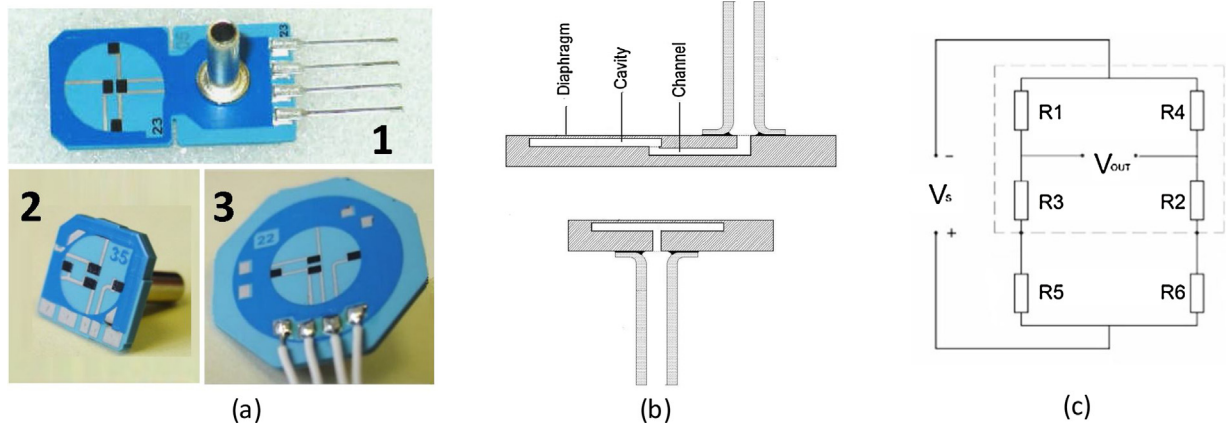 23
23
1
2
35
3
22
(a)
Diaphragm
Cavity
Channel
(b)
R1
R4
VOUT
−
Vs
+
R3
R2
R5
R6
(c)